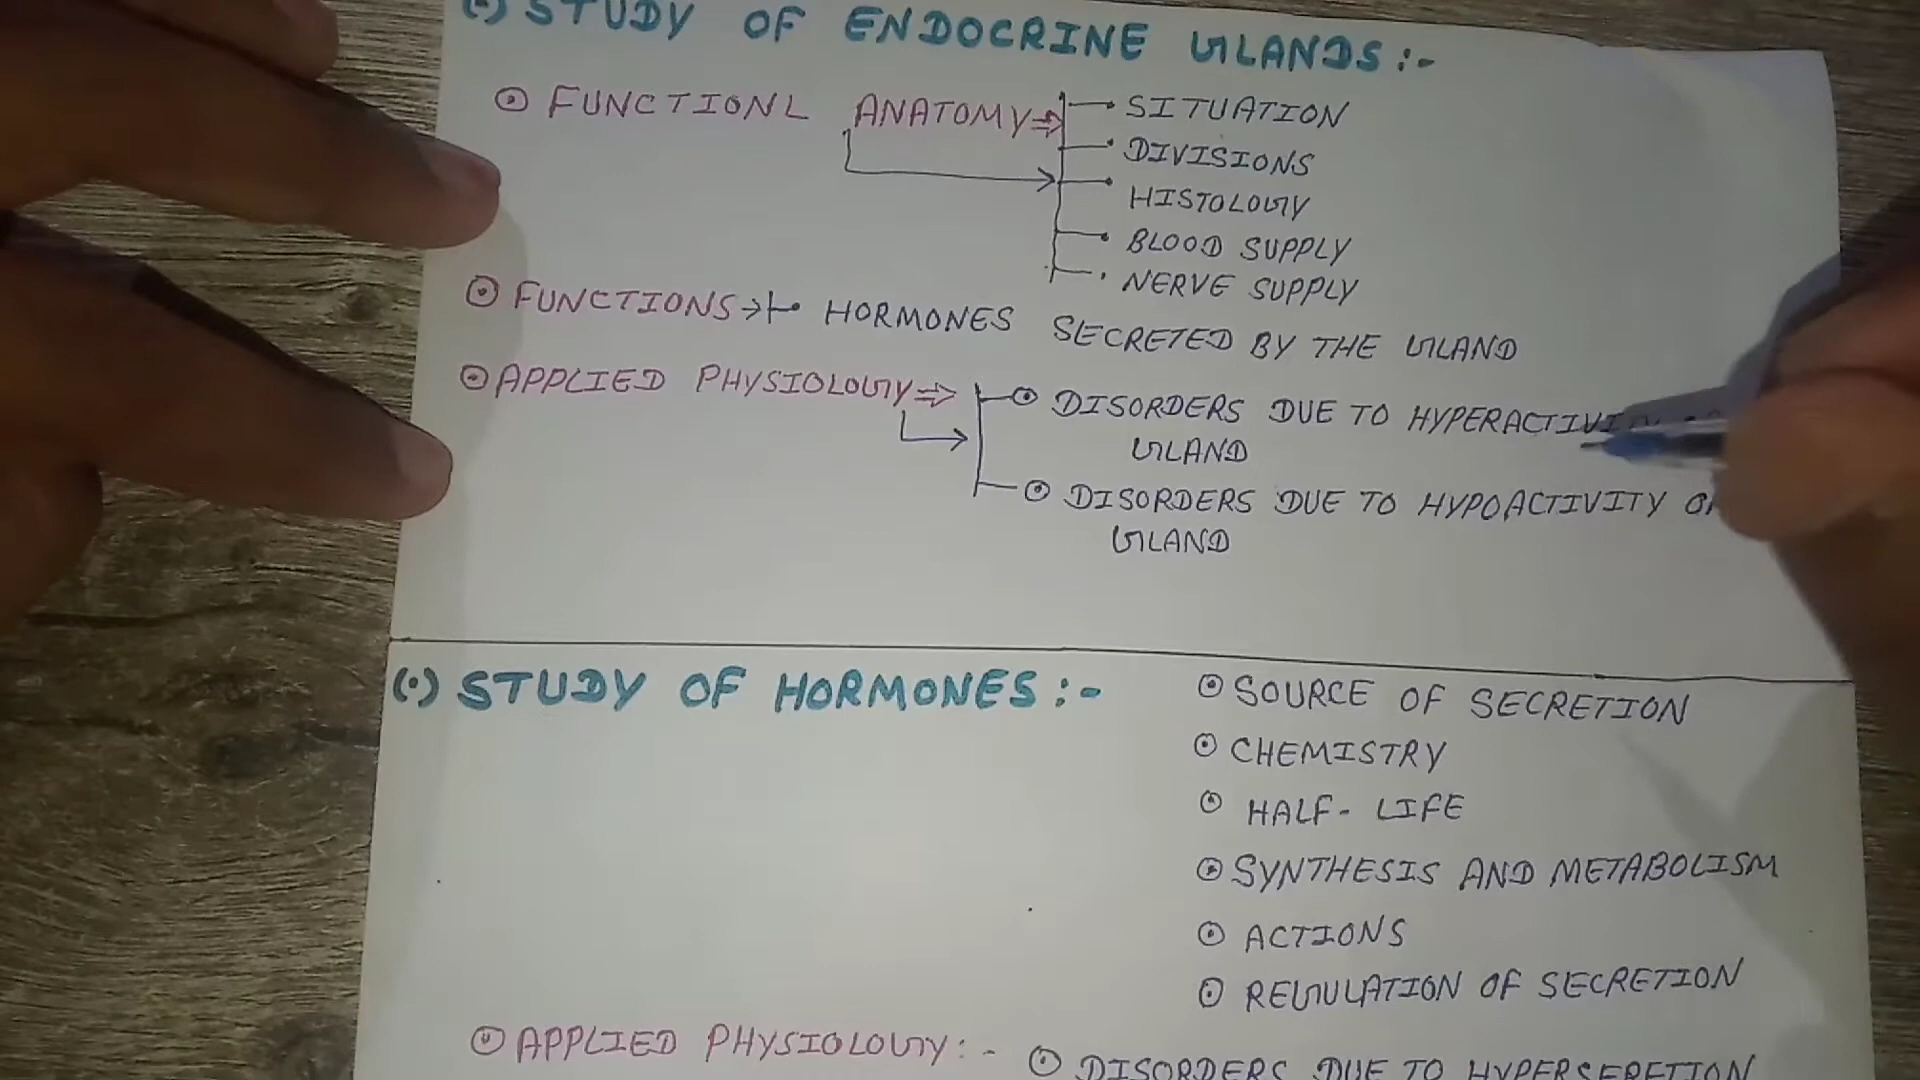 (·) STUDY OF ENDOCRINE GLANDS:-
⊙ FUNCTIONL ANATOMY⇒
SITUATION
DIVISIONS
HISTOLOGY
BLOOD SUPPLY
NERVE SUPPLY
⊙ FUNCTIONS → HORMONES SECRETED BY THE GLAND
⊙ APPLIED PHYSIOLOGY⇒
⊙ DISORDERS DUE TO
GLAND
⊙ DISORDERS DUE TO HYPOACTIVITY
GLAND
(·) STUDY OF HORMONES:-
⊙ SOURCE OF SECRETION
⊙ CHEMISTRY
⊙ HALF-LIFE
⊙ SYNTHESIS AND METABOLISM
⊙ ACTIONS
⊙ REGULATION OF SECRETION
⊙ APPLIED PHYSIOLOGY:-
⊙ DISORDERS DUE TO HYPERSERETION